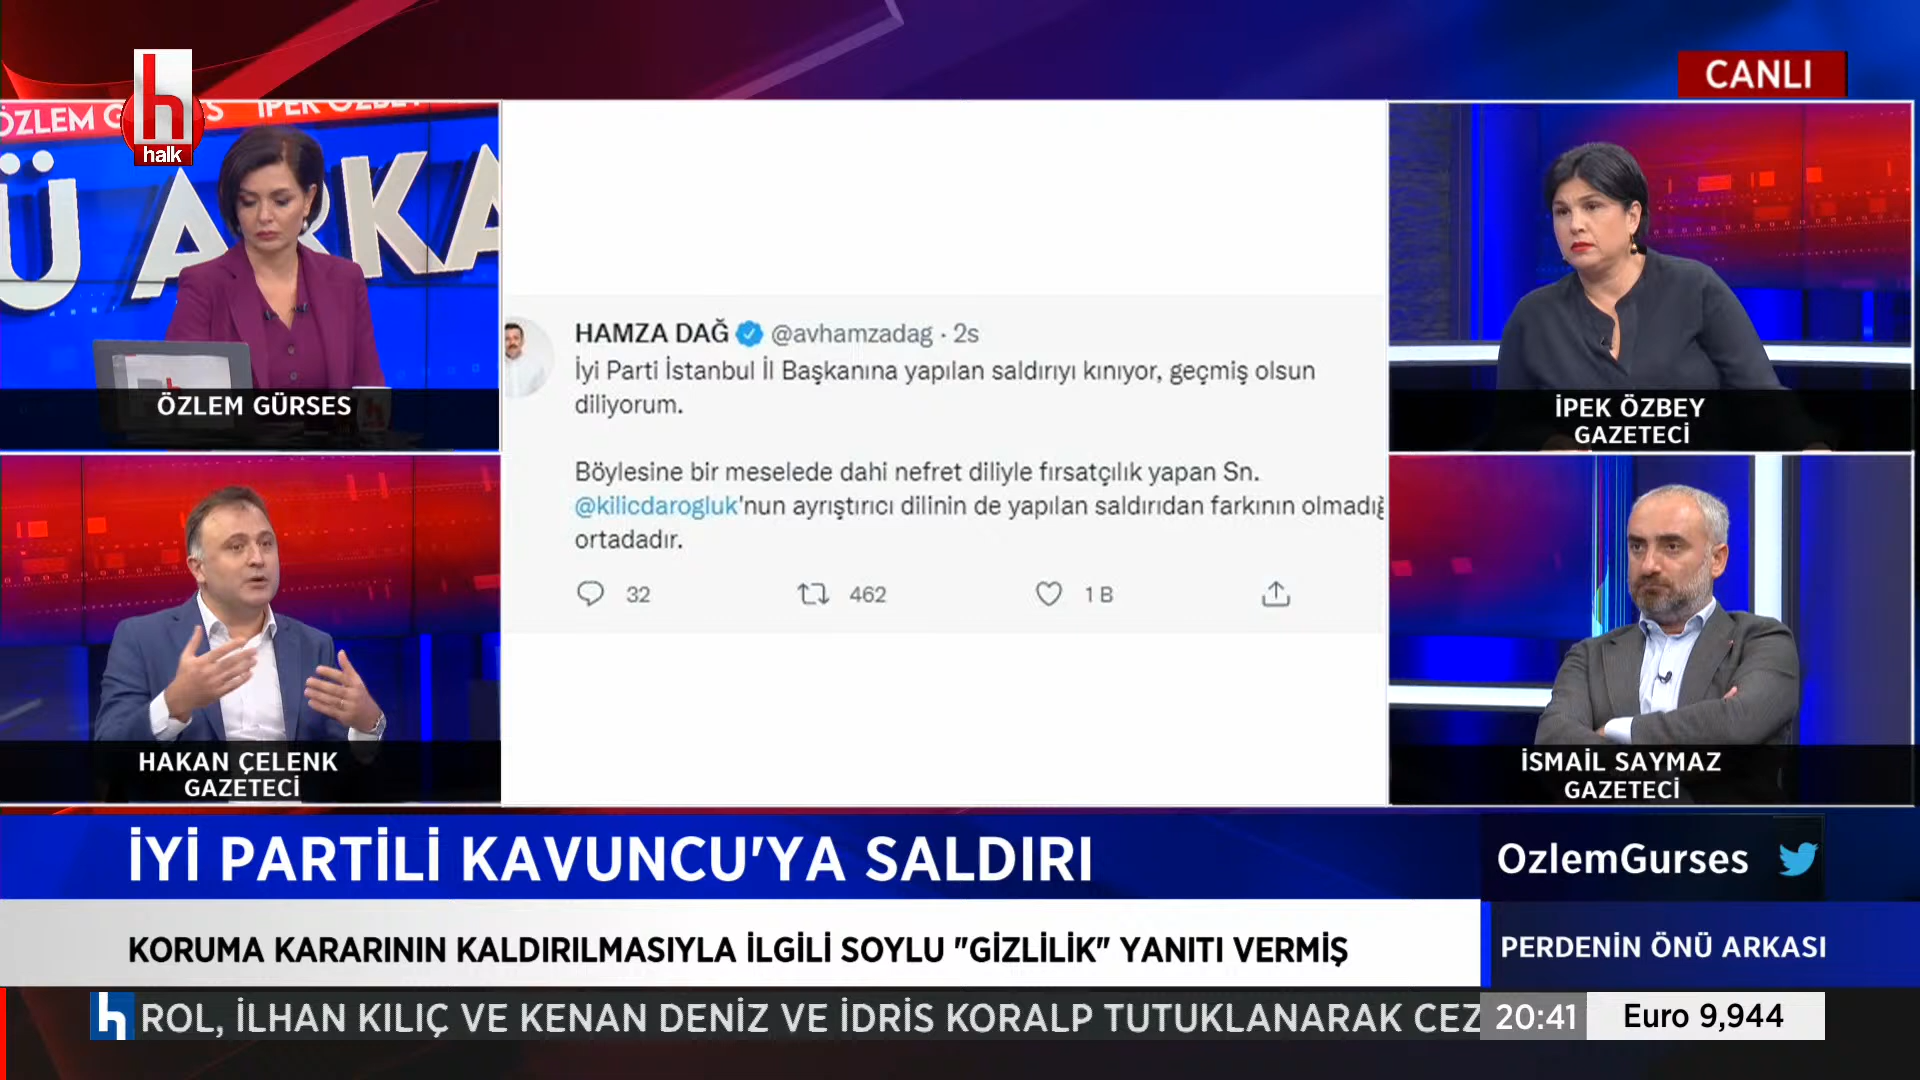 CANLI
h
halk
ÖZLEM
İPEK ÖZBEY
Ü ARKA
ÖZLEM GÜRSES
HAMZA DAĞ @avhamzadag · 2s
İyi Parti İstanbul İl Başkanına yapılan saldırıyı kınıyor, geçmiş olsun
diliyorum.
Böylesine bir meselede dahi nefret diliyle fırsatçılık yapan Sn.
@kilicdarogluk'nun ayrıştırıcı dilinin de yapılan saldırıdan farkının olmadığ
ortadadır.
32 462 1 B
İPEK ÖZBEY
GAZETECİ
HAKAN ÇELENK
GAZETECİ
İSMAİL SAYMAZ
GAZETECİ
İYİ PARTİLİ KAVUNCU'YA SALDIRI
OzlemGurses
KORUMA KARARININ KALDIRILMASIYLA İLGİLİ SOYLU "GİZLİLİK" YANITI VERMİŞ
PERDENİN ÖNÜ ARKASI
h ROL, İLHAN KILIÇ VE KENAN DENİZ VE İDRİS KORALP TUTUKLANARAK CEZ
20:41 Euro 9,944